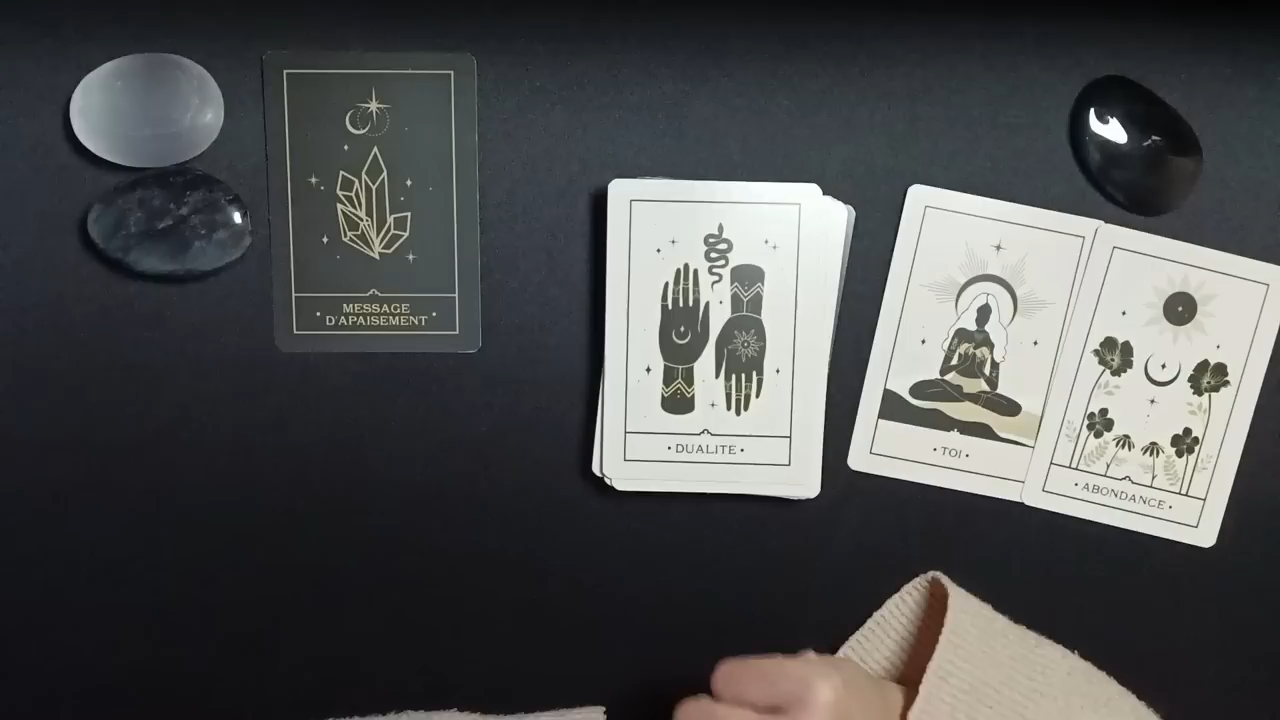 • MESSAGE
D'APAISEMENT •
• DUALITE •
• TOI •
• ABONDANCE •